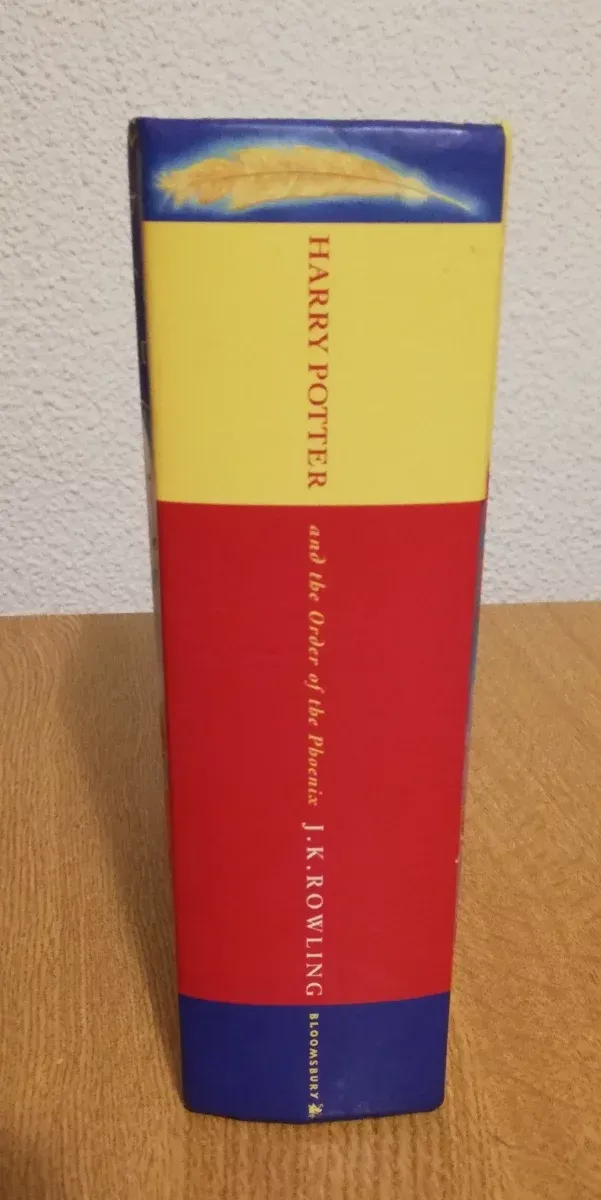 HARRY POTTER
and the Order of the Phoenix
J.K.ROWLING
BLOOMSBURY